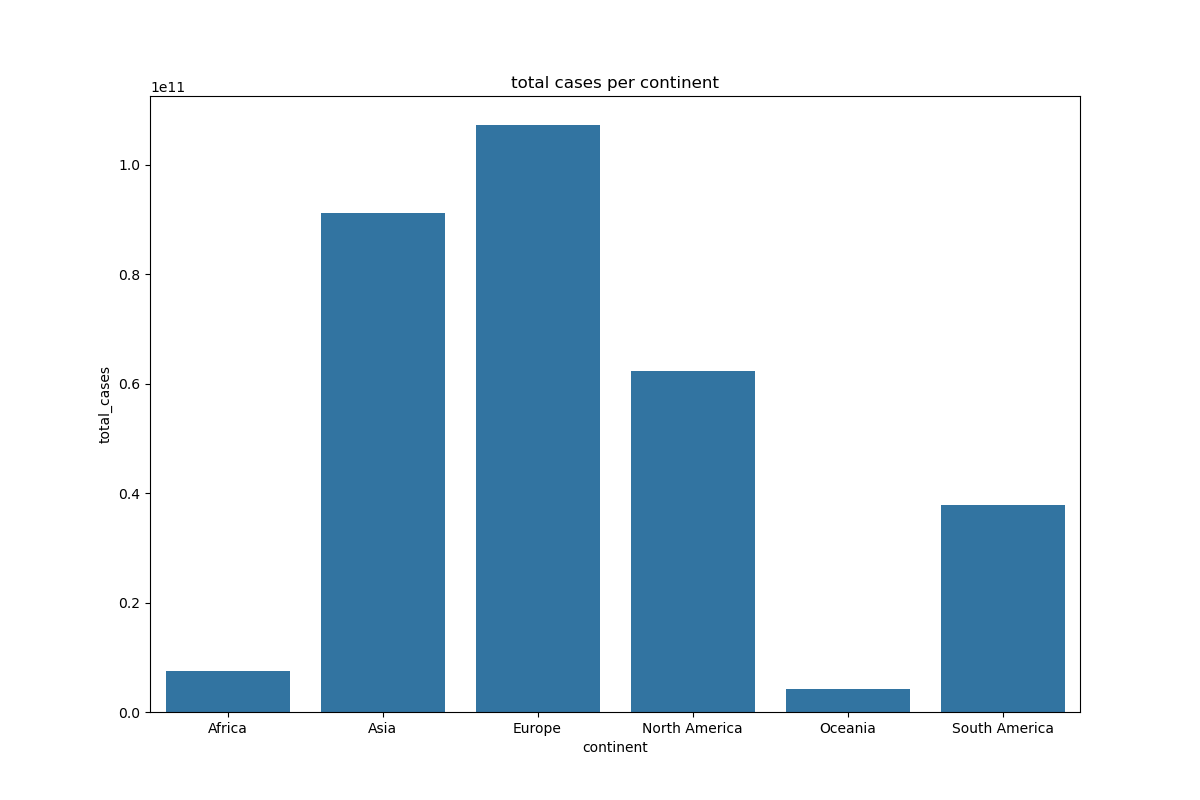 total cases per continent
1e11
1.0
0.8
0.6
0.4
0.2
0.0
total_cases
Africa Asia Europe North America Oceania South America
continent